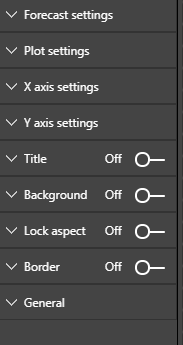 Forecast settings
Plot settings
X axis settings
Y axis settings
Title Off
Background Off
Lock aspect Off
Border Off
General